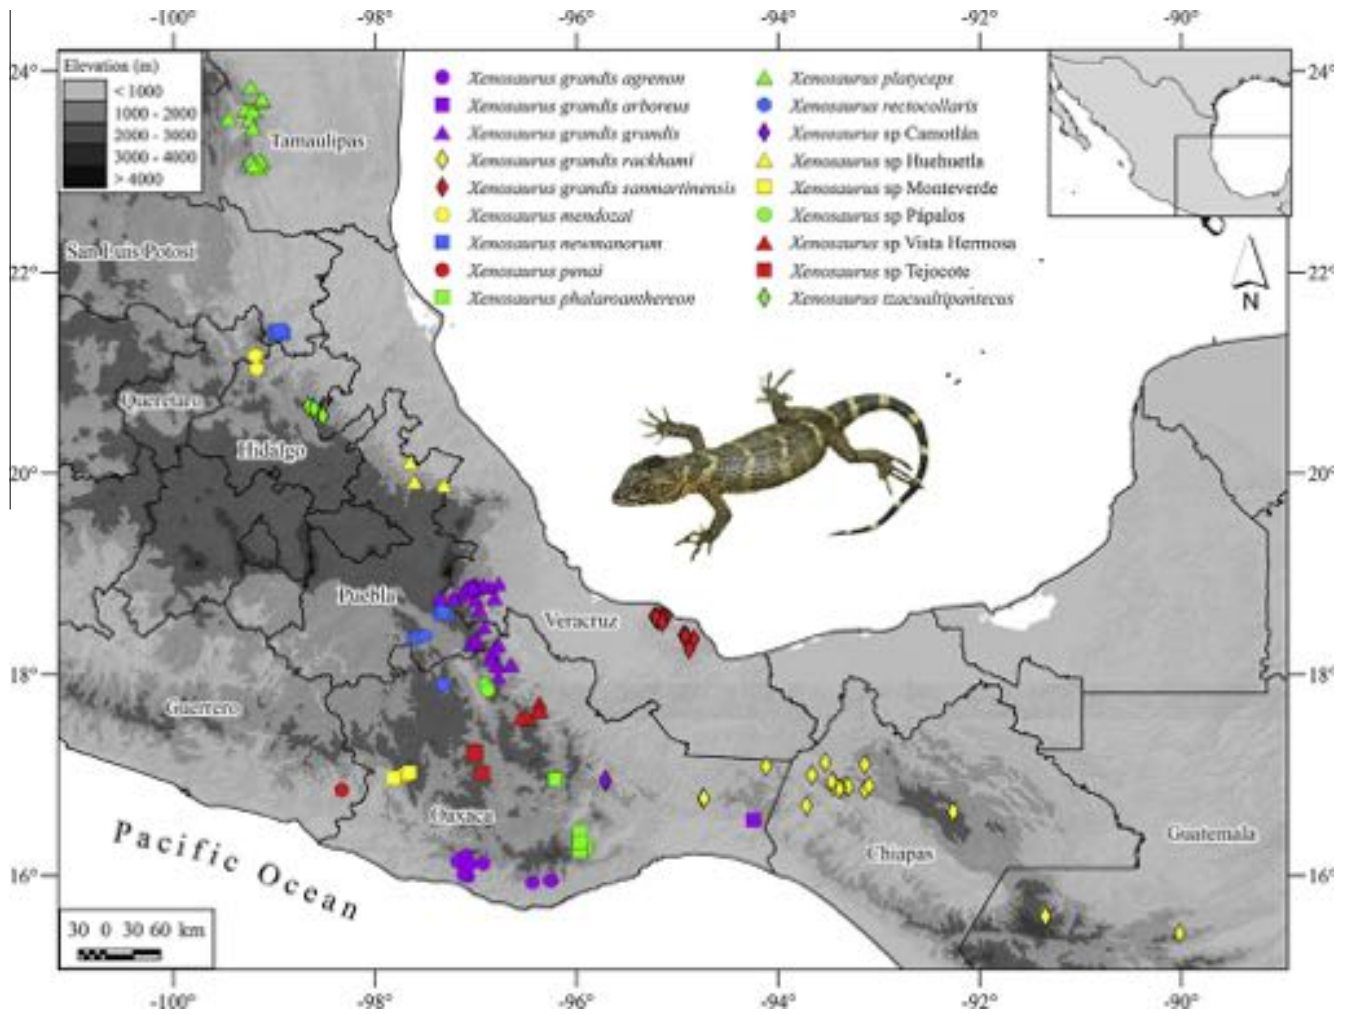 -100°
-98°
-96°
-94°
-92°
-90°
24°
24°
Elevation (m)
< 1000
1000 - 2000
2000 - 3000
3000 - 4000
> 4000
Xenosaurus grandis agrenon
Xenosaurus grandis arboreus
Xenosaurus grandis grandis
Xenosaurus grandis rackhami
Xenosaurus grandis sanmartinensis
Xenosaurus mendozai
Xenosaurus newmanorum
Xenosaurus penai
Xenosaurus phalaroanthereon
Xenosaurus platyceps
Xenosaurus rectocollaris
Xenosaurus sp Camotlán
Xenosaurus sp Huehuetla
Xenosaurus sp Monteverde
Xenosaurus sp Pápalos
Xenosaurus sp Vista Hermosa
Xenosaurus sp Tejocote
Xenosaurus tzacualtipantecus
Tamaulipas
San Luis Potosí
22°
22°
N
Querétaro
Hidalgo
20°
20°
Puebla
Veracruz
18°
18°
Guerrero
Oaxaca
Chiapas
Guatemala
Pacific Ocean
16°
16°
30 0 30 60 km
-100°
-98°
-96°
-94°
-92°
-90°